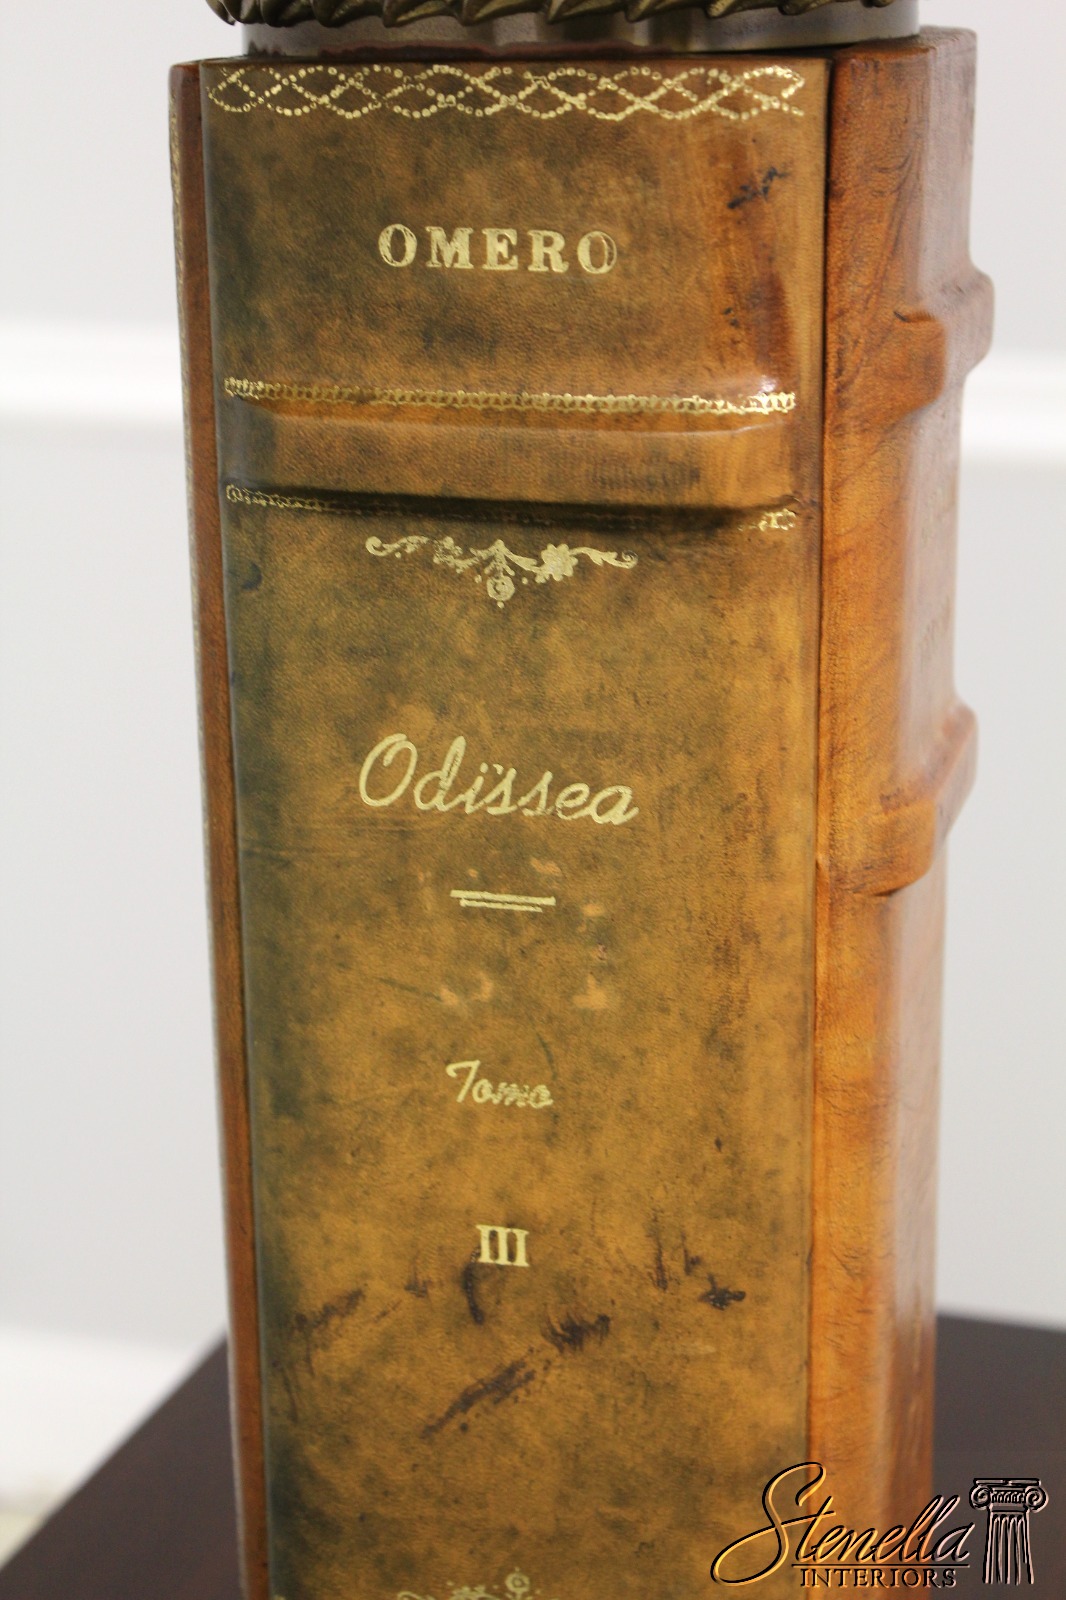 OMERO
Odissea
Tomo
III
Stenella
INTERIORS